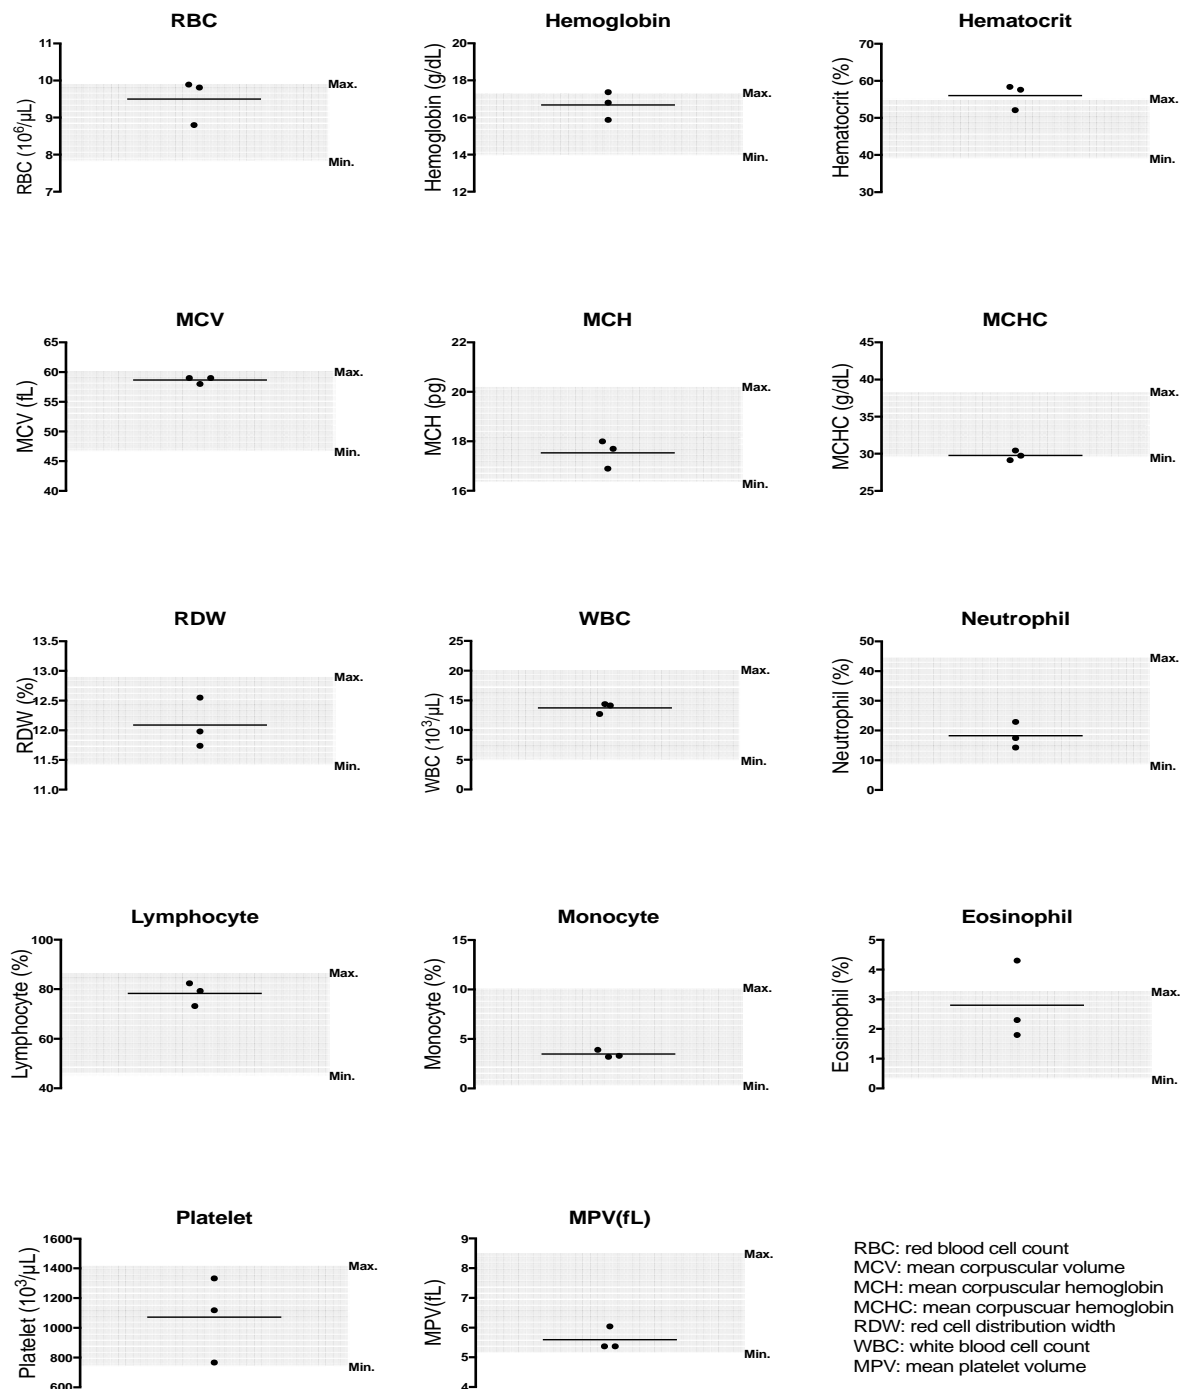 RBC
RBC (10⁶/µL)
11
10
9
8
7
Max.
Min.
Hemoglobin
Hemoglobin (g/dL)
20
18
16
14
12
Max.
Min.
Hematocrit
Hematocrit (%)
70
60
50
40
30
Max.
Min.
MCV
MCV (fL)
65
60
55
50
45
40
Max.
Min.
MCH
MCH (pg)
22
20
18
16
Max.
Min.
MCHC
MCHC (g/dL)
45
40
35
30
25
Max.
Min.
RDW
RDW (%)
13.5
13.0
12.5
12.0
11.5
11.0
Max.
Min.
WBC
WBC (10³/µL)
25
20
15
10
5
0
Max.
Min.
Neutrophil
Neutrophil (%)
50
40
30
20
10
0
Max.
Min.
Lymphocyte
Lymphocyte (%)
100
80
60
40
Max.
Min.
Monocyte
Monocyte (%)
15
10
5
0
Max.
Min.
Eosinophil
Eosinophil (%)
5
4
3
2
1
0
Max.
Min.
Platelet
Platelet (10³/µL)
1600
1400
1200
1000
800
600
Max.
Min.
MPV(fL)
MPV(fL)
9
8
7
6
5
4
Max.
Min.
RBC: red blood cell count
MCV: mean corpuscular volume
MCH: mean corpuscular hemoglobin
MCHC: mean corpuscuar hemoglobin
RDW: red cell distribution width
WBC: white blood cell count
MPV: mean platelet volume